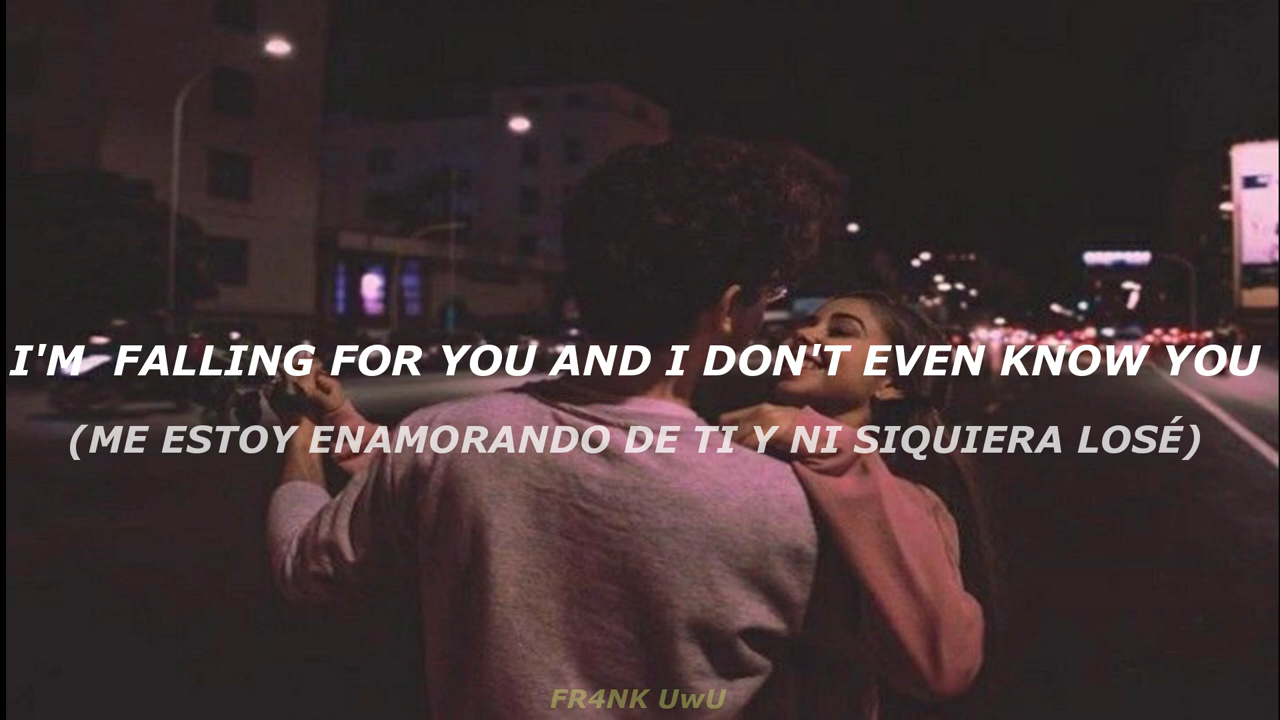 I'M FALLING FOR YOU AND I DON'T EVEN KNOW YOU
(ME ESTOY ENAMORANDO DE TI Y NI SIQUIERA LOSÉ)
FR4NK UwU